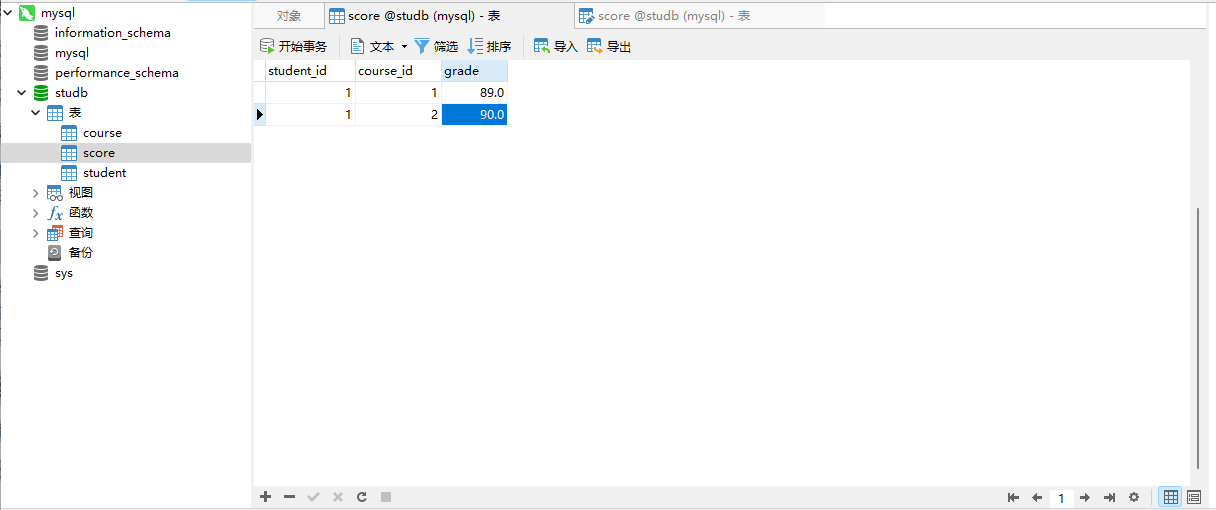 mysql
information_schema
mysql
performance_schema
studb
表
course
score
student
视图
函数
查询
备份
sys
对象 score @studb (mysql) - 表 score @studb (mysql) - 表
开始事务 文本 筛选 排序 导入 导出
student_id course_id grade
1 1 89.0
1 2 90.0
1